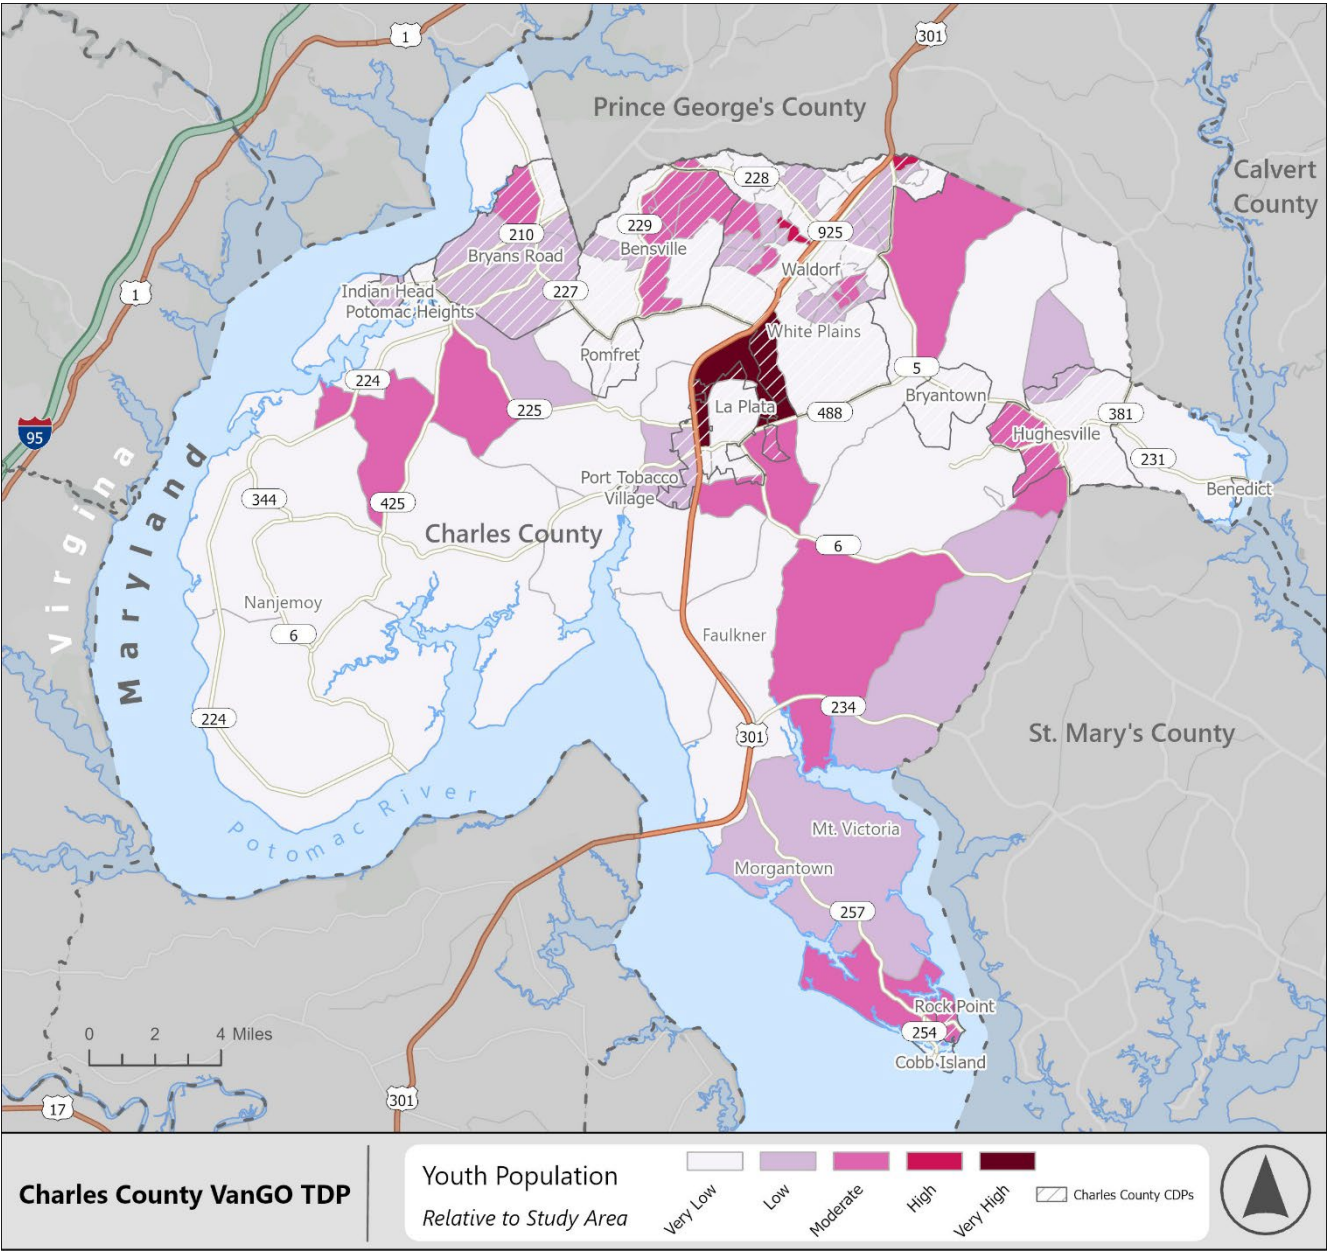 1
301
Prince George's County
Calvert
County
228
229
210
925
Bensville
Bryans Road
Waldorf
227
Indian Head
Potomac Heights
1
White Plains
Pomfret
5
224
Bryantown
La Plata
225
488
381
95
Hughesville
231
Port Tobacco
Village
Benedict
344
425
Charles County
6
Virgina
Maryland
Nanjemoy
6
Faulkner
224
234
301
St. Mary's County
Potomac River
Mt. Victoria
Morgantown
257
Rock Point
254
Cobb Island
0 2 4 Miles
17
301
Charles County VanGO TDP
Youth Population
Relative to Study Area
Very Low
Low
Moderate
High
Very High
Charles County CDPs